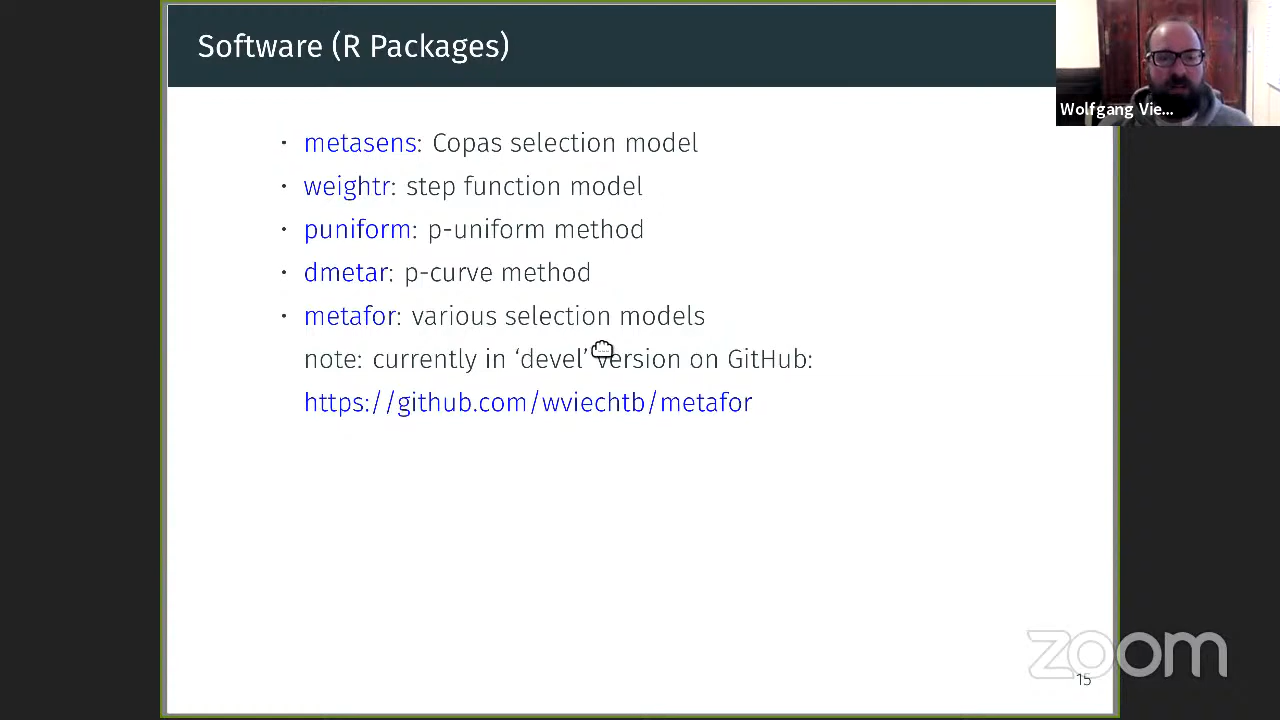 Software (R Packages)
Wolfgang Vie...
· metasens: Copas selection model
· weightr: step function model
· puniform: p-uniform method
· dmetar: p-curve method
· metafor: various selection models
note: currently in ‘devel’ version on GitHub:
https://github.com/wviechtb/metafor
zoom
15